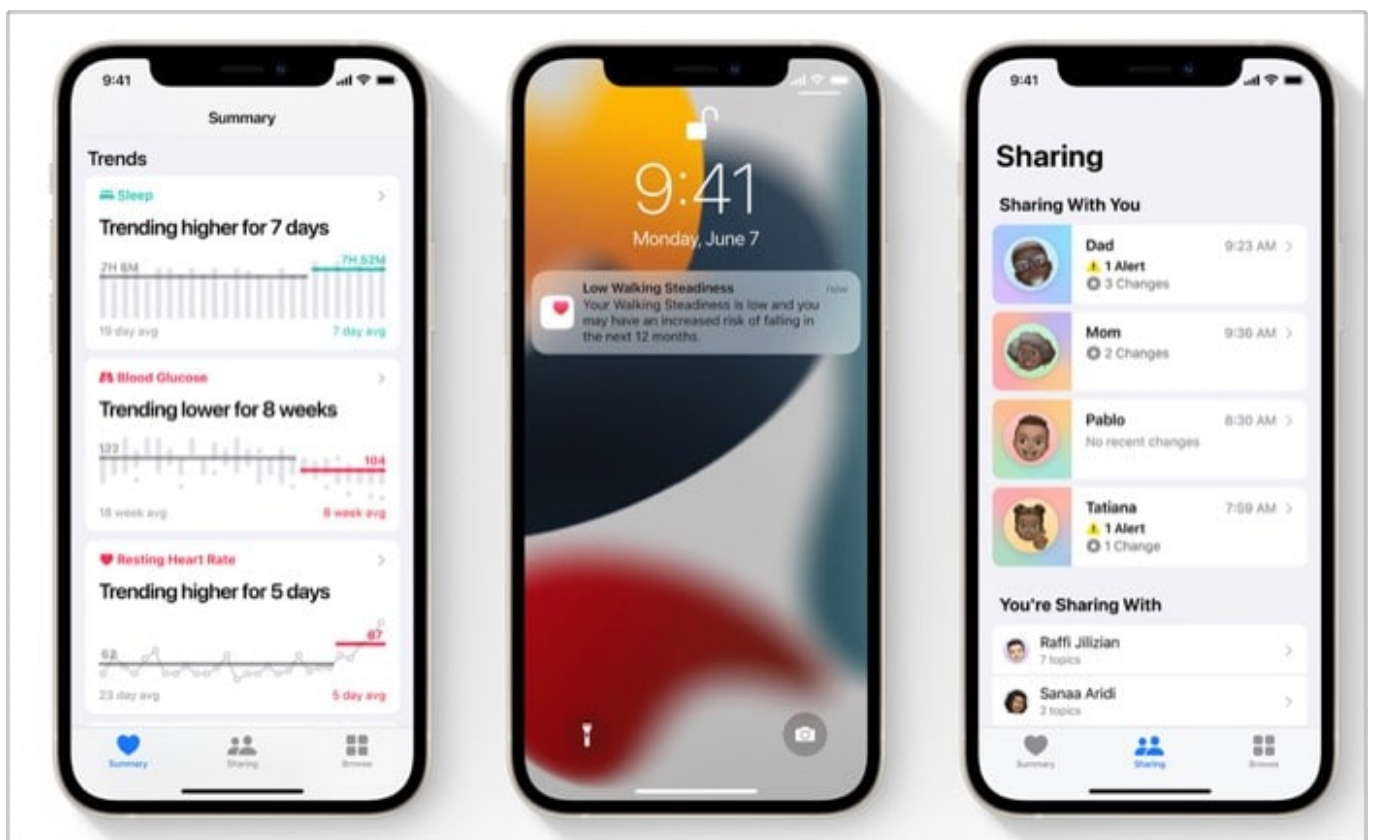 9:41
Summary
Trends
Sleep
Trending higher for 7 days
7H 6M
7H 52M
19 day avg
7 day avg
Blood Glucose
Trending lower for 8 weeks
122
104
18 week avg
8 week avg
Resting Heart Rate
Trending higher for 5 days
62
67
23 day avg
5 day avg
Summary
Sharing
Browse
9:41
Monday, June 7
Low Walking Steadiness
now
Your Walking Steadiness is low and you
may have an increased risk of falling in
the next 12 months.
9:41
Sharing
Sharing With You
Dad
9:23 AM
1 Alert
3 Changes
Mom
9:36 AM
2 Changes
Pablo
8:30 AM
No recent changes
Tatiana
7:59 AM
1 Alert
1 Change
You're Sharing With
Raffi Jilizian
7 topics
Sanaa Aridi
2 topics
Summary
Sharing
Browse